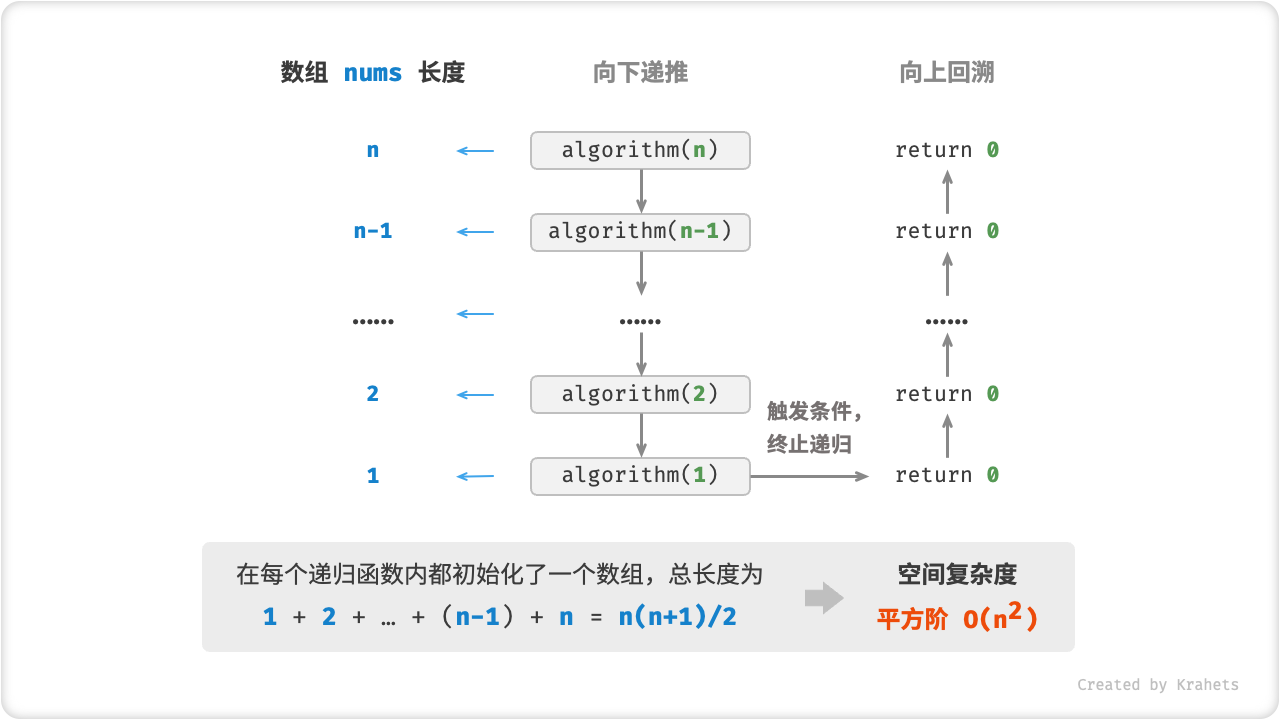 数组 nums 长度 向下递推 向上回溯
n algorithm(n) return 0
n-1 algorithm(n-1) return 0
…… …… ……
2 algorithm(2) return 0
触发条件，
终止递归
1 algorithm(1) return 0
在每个递归函数内都初始化了一个数组，总长度为
1 + 2 + … + (n-1) + n = n(n+1)/2
空间复杂度
平方阶 O(n²)
Created by Krahets